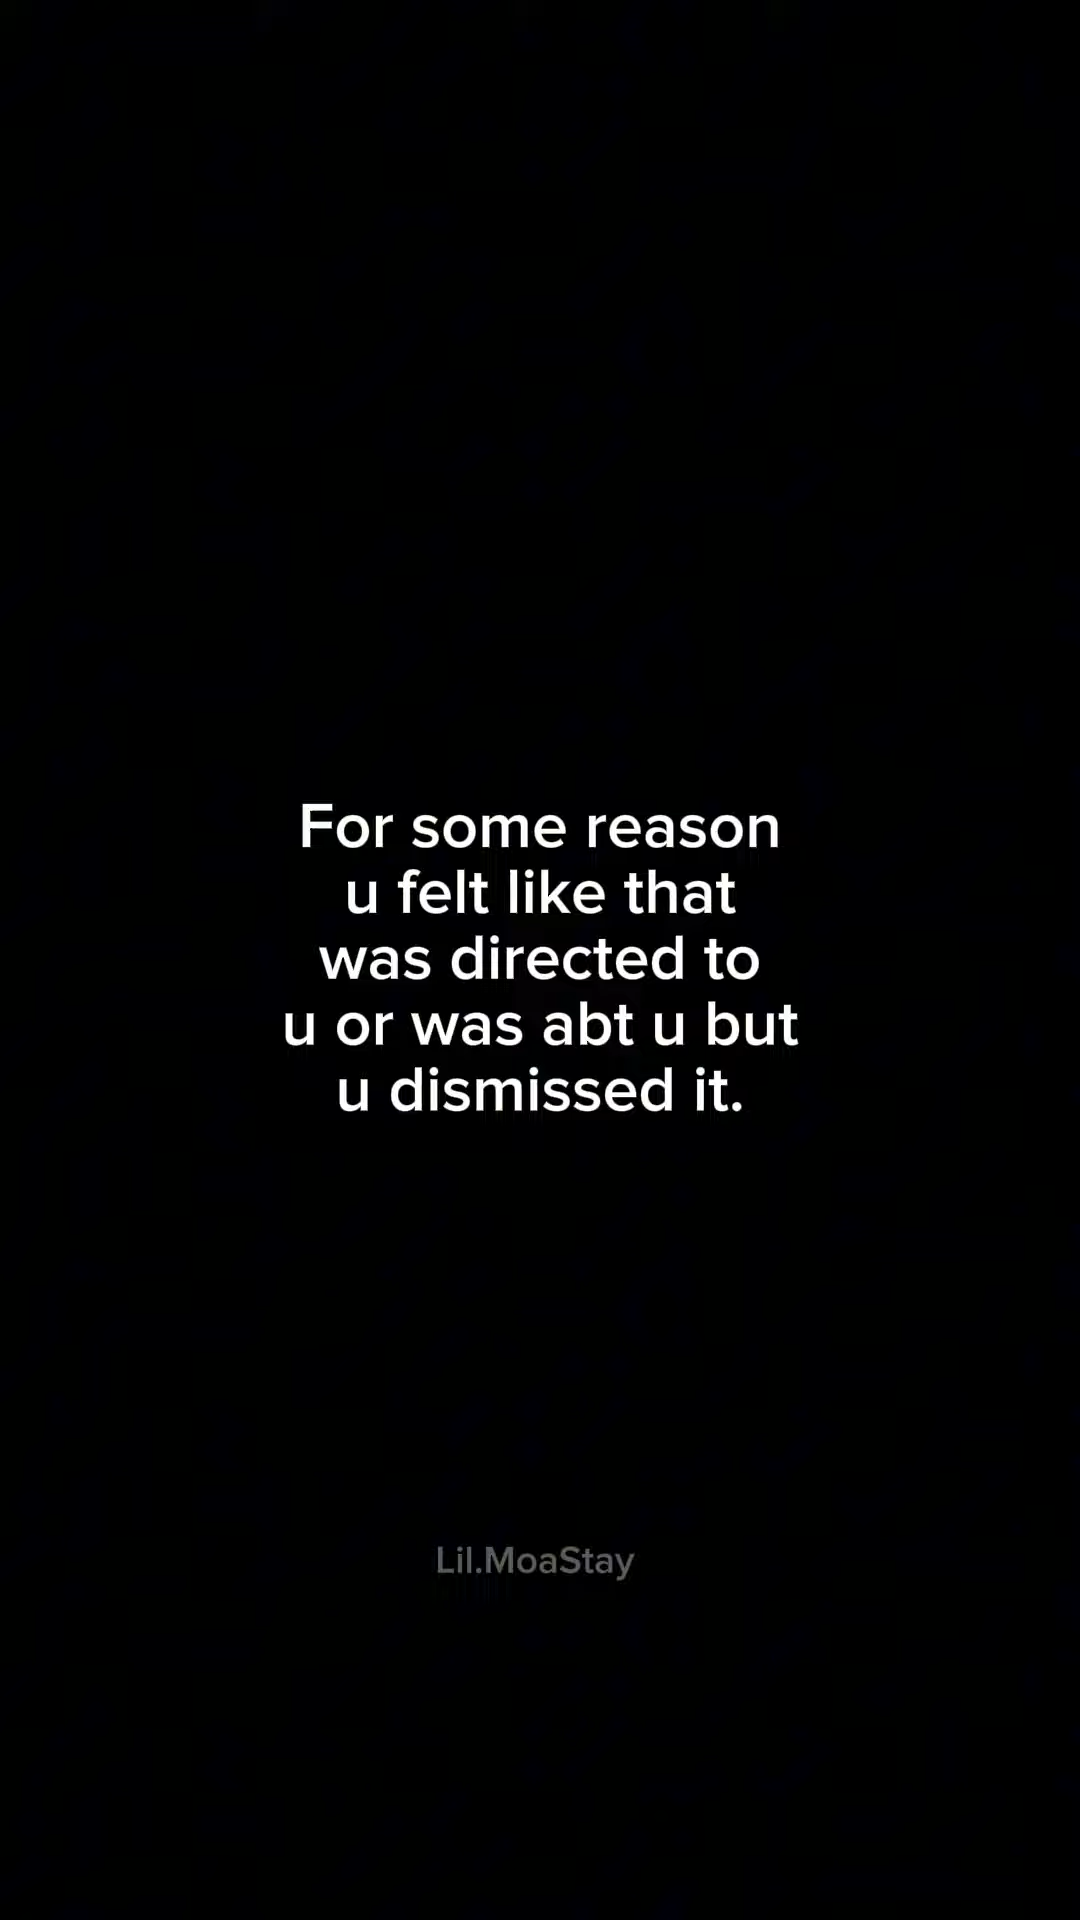 For some reason
u felt like that
was directed to
u or was abt u but
u dismissed it.
Lil.MoaStay